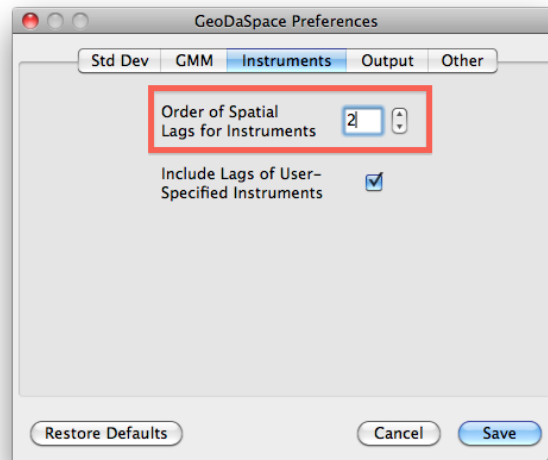 GeoDaSpace Preferences
Std Dev GMM Instruments Output Other
Order of Spatial
Lags for Instruments 2
Include Lags of User-
Specified Instruments
Restore Defaults Cancel Save